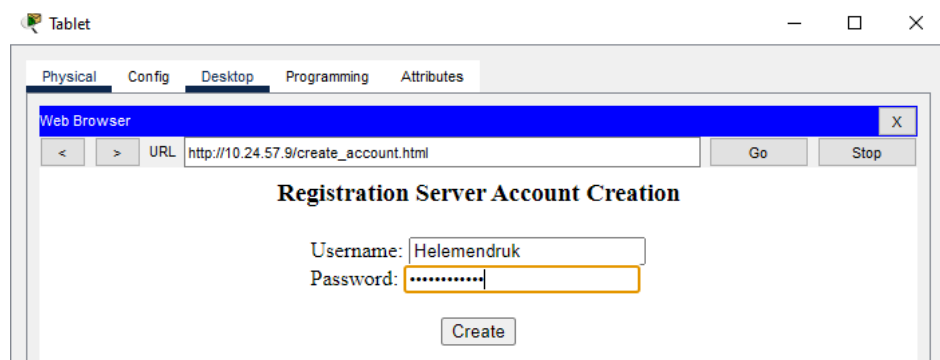 Tablet
Physical Config Desktop Programming Attributes
Web Browser X
< > URL http://10.24.57.9/create_account.html Go Stop
Registration Server Account Creation
Username: Helemendruk
Password: ••••••••••••
Create